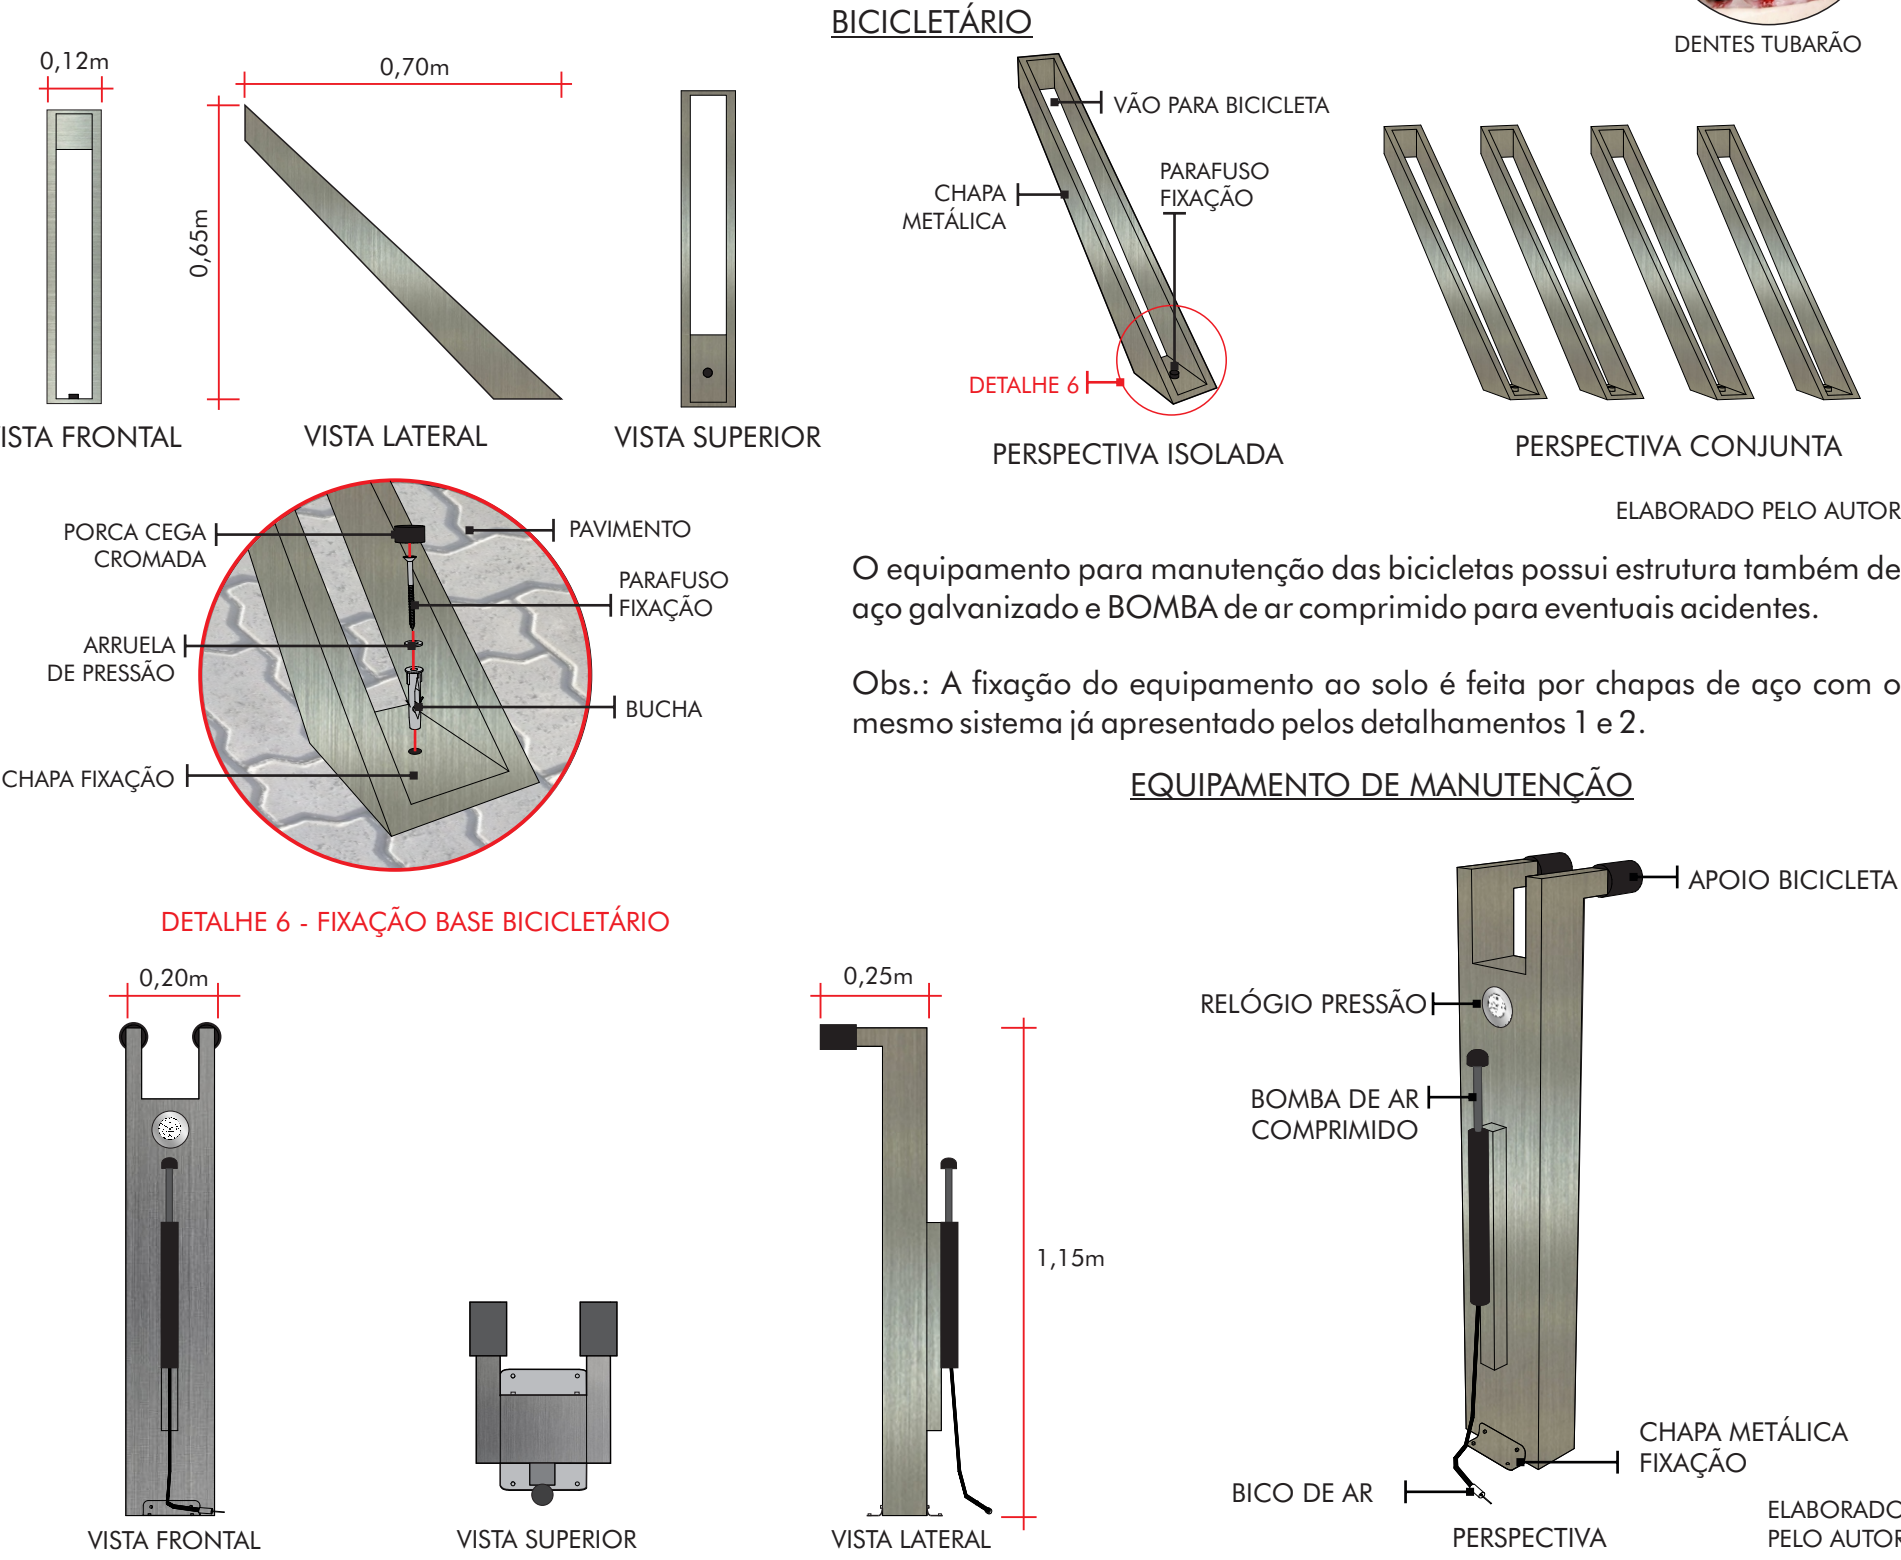 BICICLETÁRIO
DENTES TUBARÃO
0,12m
0,70m
0,65m
VISTA FRONTAL
VISTA LATERAL
VISTA SUPERIOR
VÃO PARA BICICLETA
CHAPA
METÁLICA
PARAFUSO
FIXAÇÃO
DETALHE 6
PERSPECTIVA ISOLADA
PERSPECTIVA CONJUNTA
ELABORADO PELO AUTOR
PORCA CEGA
CROMADA
PAVIMENTO
PARAFUSO
FIXAÇÃO
ARRUELA
DE PRESSÃO
BUCHA
CHAPA FIXAÇÃO
DETALHE 6 - FIXAÇÃO BASE BICICLETÁRIO
O equipamento para manutenção das bicicletas possui estrutura também de
aço galvanizado e BOMBA de ar comprimido para eventuais acidentes.
Obs.: A fixação do equipamento ao solo é feita por chapas de aço com o
mesmo sistema já apresentado pelos detalhamentos 1 e 2.
EQUIPAMENTO DE MANUTENÇÃO
0,20m
0,25m
1,15m
VISTA FRONTAL
VISTA SUPERIOR
VISTA LATERAL
APOIO BICICLETA
RELÓGIO PRESSÃO
BOMBA DE AR
COMPRIMIDO
CHAPA METÁLICA
FIXAÇÃO
BICO DE AR
PERSPECTIVA
ELABORADO
PELO AUTOR